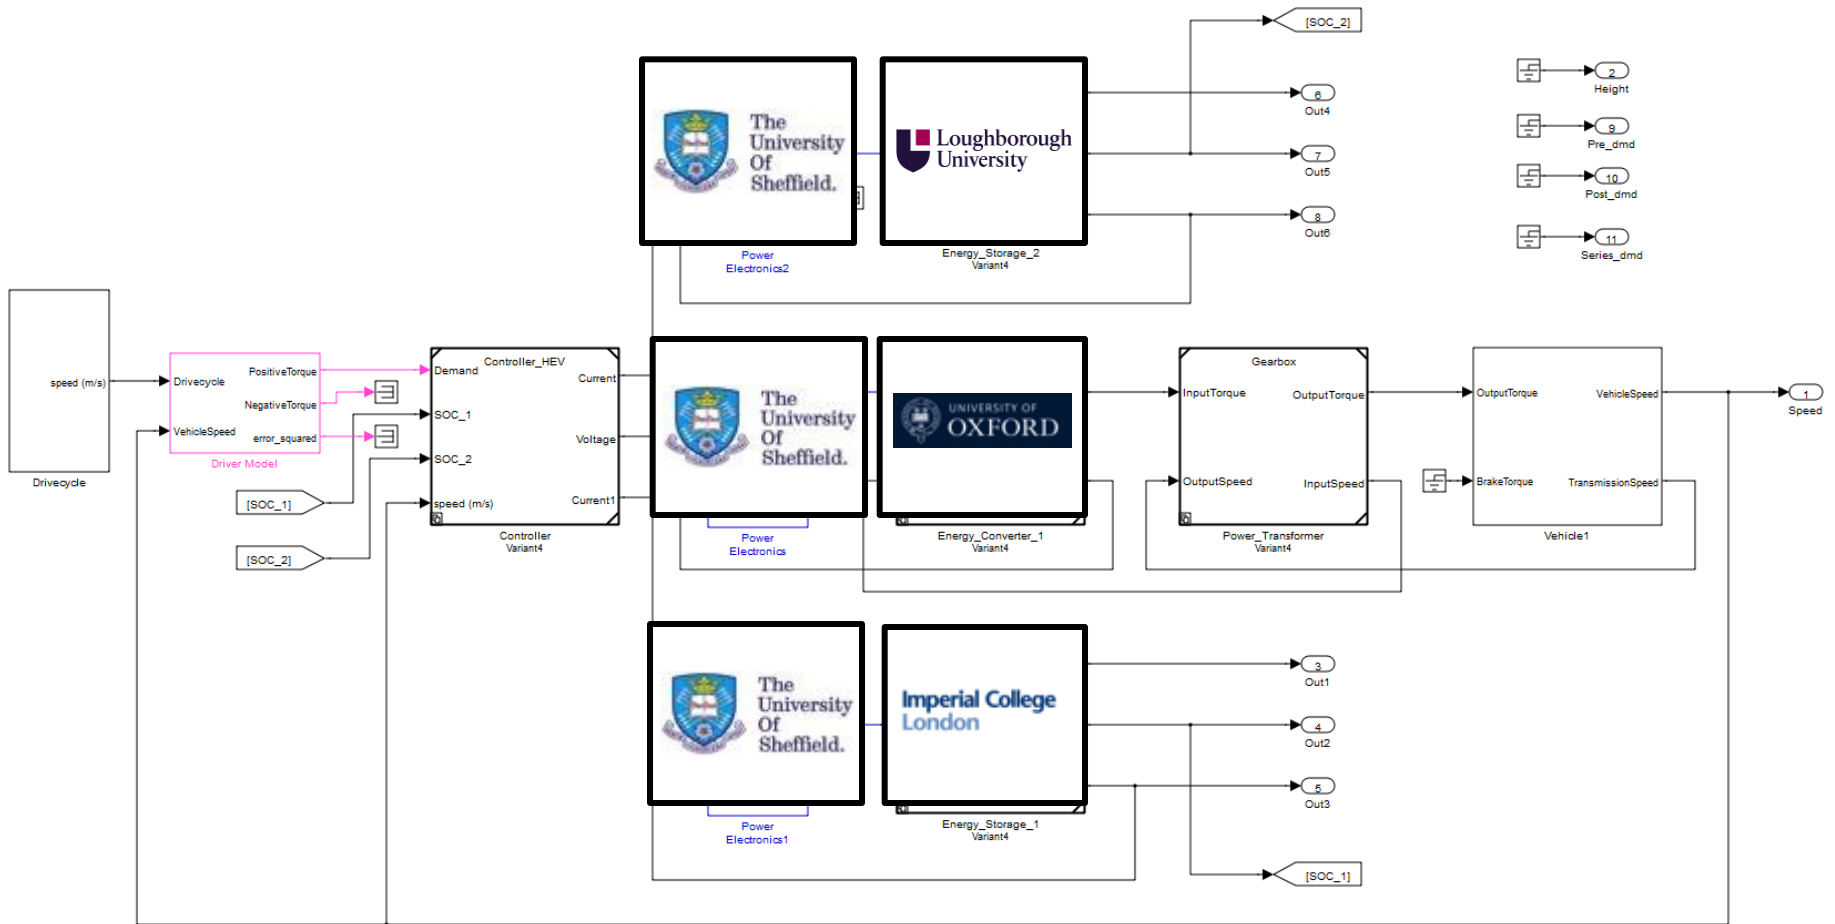 [SOC_2]
The
University
Of
Sheffield.
Power
Electronics2
Loughborough
University
Energy_Storage_2
Variant4
6
Out4
7
Out5
8
Out6
2
Height
9
Pre_dmd
10
Post_dmd
11
Series_dmd
speed (m/s)
Drivecycle
Drivecycle
VehicleSpeed
PositiveTorque
NegativeTorque
error_squared
Driver Model
[SOC_1]
[SOC_2]
Controller_HEV
Demand
SOC_1
SOC_2
speed (m/s)
Current
Voltage
Current1
Controller
Variant4
The
University
Of
Sheffield.
Power
Electronics
UNIVERSITY OF
OXFORD
Energy_Converter_1
Variant4
Gearbox
InputTorque
OutputTorque
OutputSpeed
InputSpeed
Power_Transformer
Variant4
OutputTorque
VehicleSpeed
BrakeTorque
TransmissionSpeed
Vehicle1
1
Speed
The
University
Of
Sheffield.
Power
Electronics1
Imperial College
London
Energy_Storage_1
Variant4
3
Out1
4
Out2
5
Out3
[SOC_1]